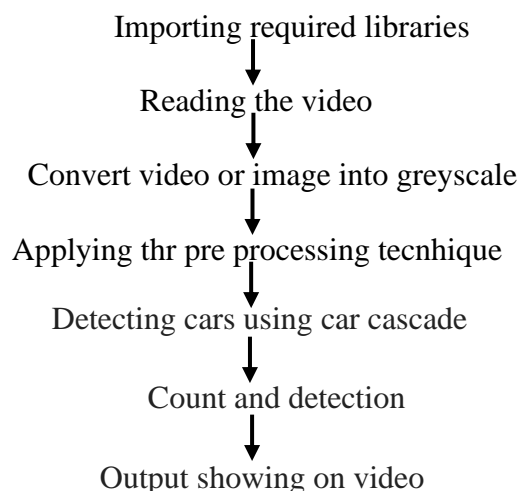 Importing required libraries
Reading the video
Convert video or image into greyscale
Applying thr pre processing tecnhique
Detecting cars using car cascade
Count and detection
Output showing on video